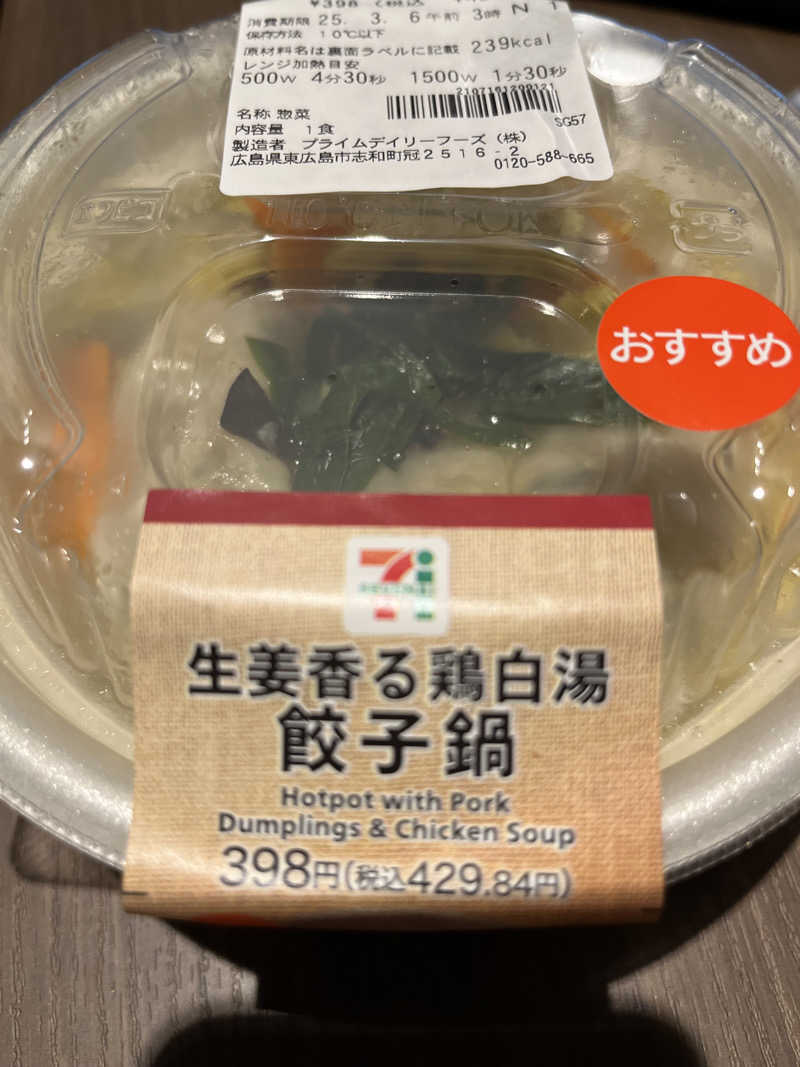 ¥398 (税込
消費期限 25. 3. 6午前 3時 N 1
保存方法 10℃以下
原材料名は裏面ラベルに記載 239kcal
レンジ加熱目安
500W 4分30秒 1500W 1分30秒
2107161200121
SG57
名称 惣菜
内容量 1食
製造者 プライムデイリーフーズ(株)
広島県東広島市志和町冠2516-2
0120-588-665
おすすめ
生姜香る鶏白湯
餃子鍋
Hotpot with Pork
Dumplings & Chicken Soup
398円(税込429.84円)